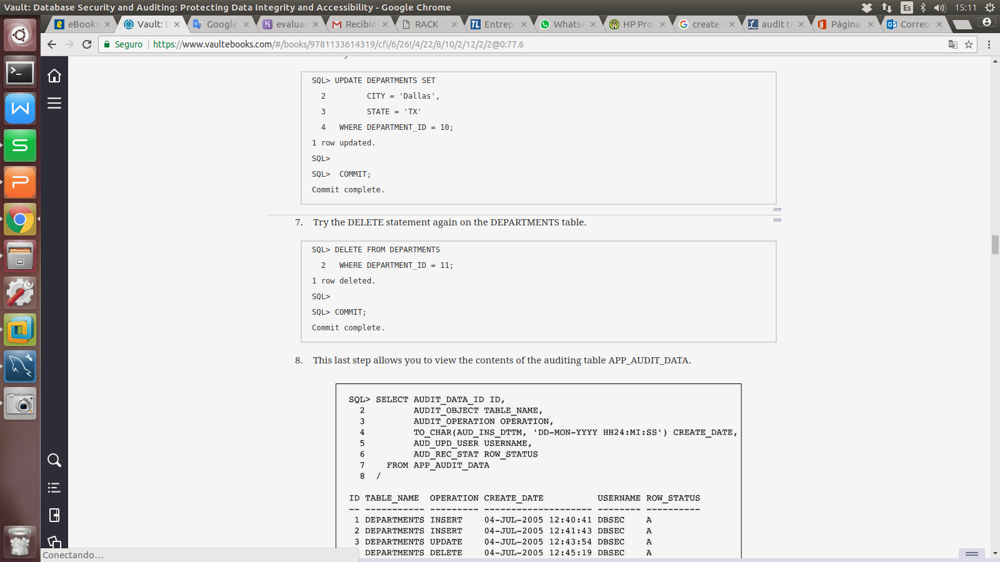 Vault: Database Security and Auditing: Protecting Data Integrity and Accessibility - Google Chrome
Es
15:11
eBooks
Vault: D
Google
evaluac
Recibid
RACK
TL
Entrep
Whats
HP Pro
create
audit t
Página
Correo
Seguro
https://www.vaultebooks.com/#/books/9781133614319/cfi/6/26!/4/22/8/10/2/12/2/2@0:77.6
SQL> UPDATE DEPARTMENTS SET
2 CITY = 'Dallas',
3 STATE = 'TX'
4 WHERE DEPARTMENT_ID = 10;
1 row updated.
SQL>
SQL> COMMIT;
Commit complete.
305
306
7. Try the DELETE statement again on the DEPARTMENTS table.
SQL> DELETE FROM DEPARTMENTS
2 WHERE DEPARTMENT_ID = 11;
1 row deleted.
SQL>
SQL> COMMIT;
Commit complete.
8. This last step allows you to view the contents of the auditing table APP_AUDIT_DATA.
SQL> SELECT AUDIT_DATA_ID ID,
2 AUDIT_OBJECT TABLE_NAME,
3 AUDIT_OPERATION OPERATION,
4 TO_CHAR(AUD_INS_DTTM, 'DD-MON-YYYY HH24:MI:SS') CREATE_DATE,
5 AUD_UPD_USER USERNAME,
6 AUD_REC_STAT ROW_STATUS
7 FROM APP_AUDIT_DATA
8 /
ID TABLE_NAME OPERATION CREATE_DATE USERNAME ROW_STATUS
-- ----------- --------- -------------------- -------- ----------
1 DEPARTMENTS INSERT 04-JUL-2005 12:40:41 DBSEC A
2 DEPARTMENTS INSERT 04-JUL-2005 12:41:43 DBSEC A
3 DEPARTMENTS UPDATE 04-JUL-2005 12:43:54 DBSEC A
DEPARTMENTS DELETE 04-JUL-2005 12:45:19 DBSEC A
Conectando...